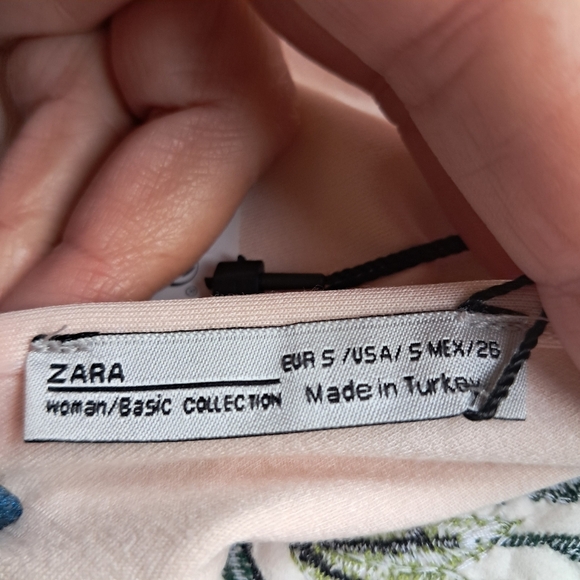 ZARA
woman/Basic COLLECTION
EUR S /USA/ S MEX/26
Made in Turkey